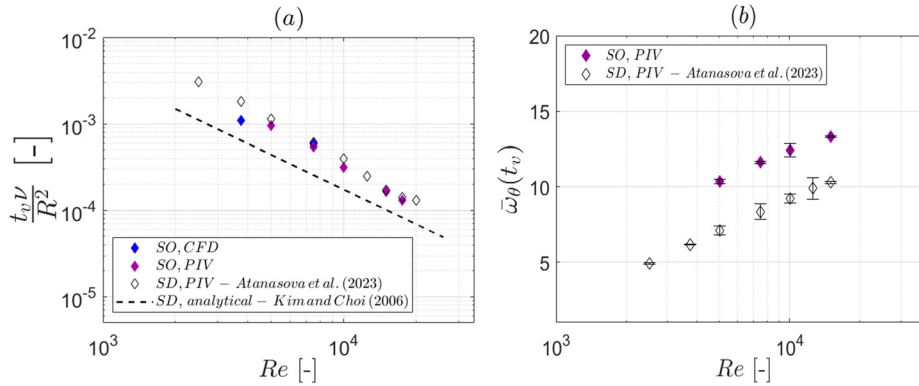 (a)
10^-2
10^-3
10^-4
10^-5
t_v ν / R^2 [-]
SO, CFD
SO, PIV
SD, PIV − Atanasova et al. (2023)
SD, analytical − Kim and Choi (2006)
10^3
10^4
Re [-]
(b)
20
15
10
5
ω̄_θ(t_v)
SO, PIV
SD, PIV − Atanasova et al. (2023)
10^3
10^4
Re [-]